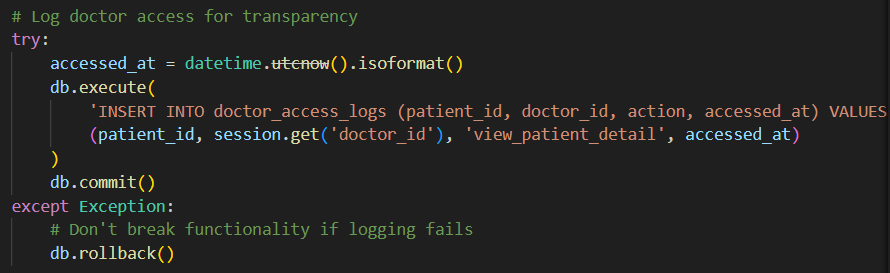 # Log doctor access for transparency
try:
    accessed_at = datetime.utcnow().isoformat()
    db.execute(
        'INSERT INTO doctor_access_logs (patient_id, doctor_id, action, accessed_at) VALUES
        (patient_id, session.get('doctor_id'), 'view_patient_detail', accessed_at)
    )
    db.commit()
except Exception:
    # Don't break functionality if logging fails
    db.rollback()